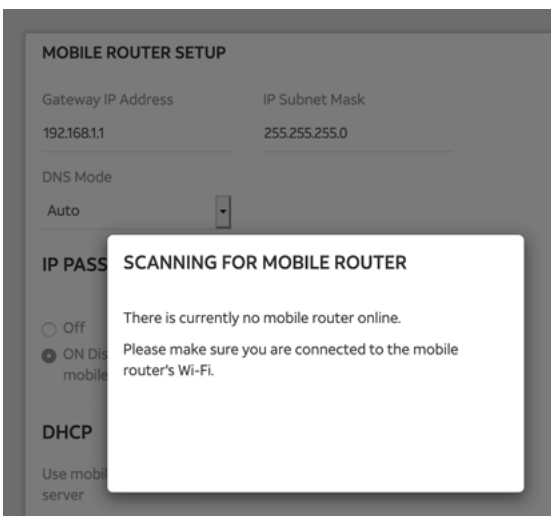 MOBILE ROUTER SETUP
Gateway IP Address IP Subnet Mask
192.168.1.1 255.255.255.0
DNS Mode
Auto
IP PASS
SCANNING FOR MOBILE ROUTER
There is currently no mobile router online.
Please make sure you are connected to the mobile
router's Wi-Fi.
Off
ON Dis
mobile
DHCP
Use mobil
server